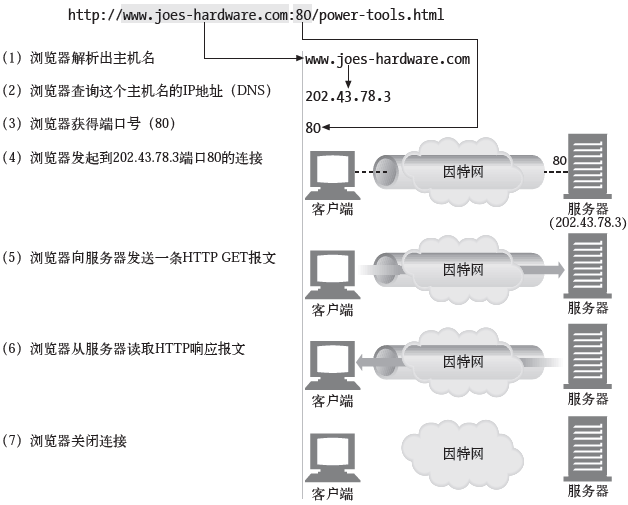 http://www.joes-hardware.com:80/power-tools.html
(1) 浏览器解析出主机名
www.joes-hardware.com
(2) 浏览器查询这个主机名的IP地址（DNS）
202.43.78.3
(3) 浏览器获得端口号（80）
80
(4) 浏览器发起到202.43.78.3端口80的连接
因特网
80
客户端
服务器
(202.43.78.3)
(5) 浏览器向服务器发送一条HTTP GET报文
因特网
客户端
服务器
(6) 浏览器从服务器读取HTTP响应报文
因特网
客户端
服务器
(7) 浏览器关闭连接
因特网
客户端
服务器